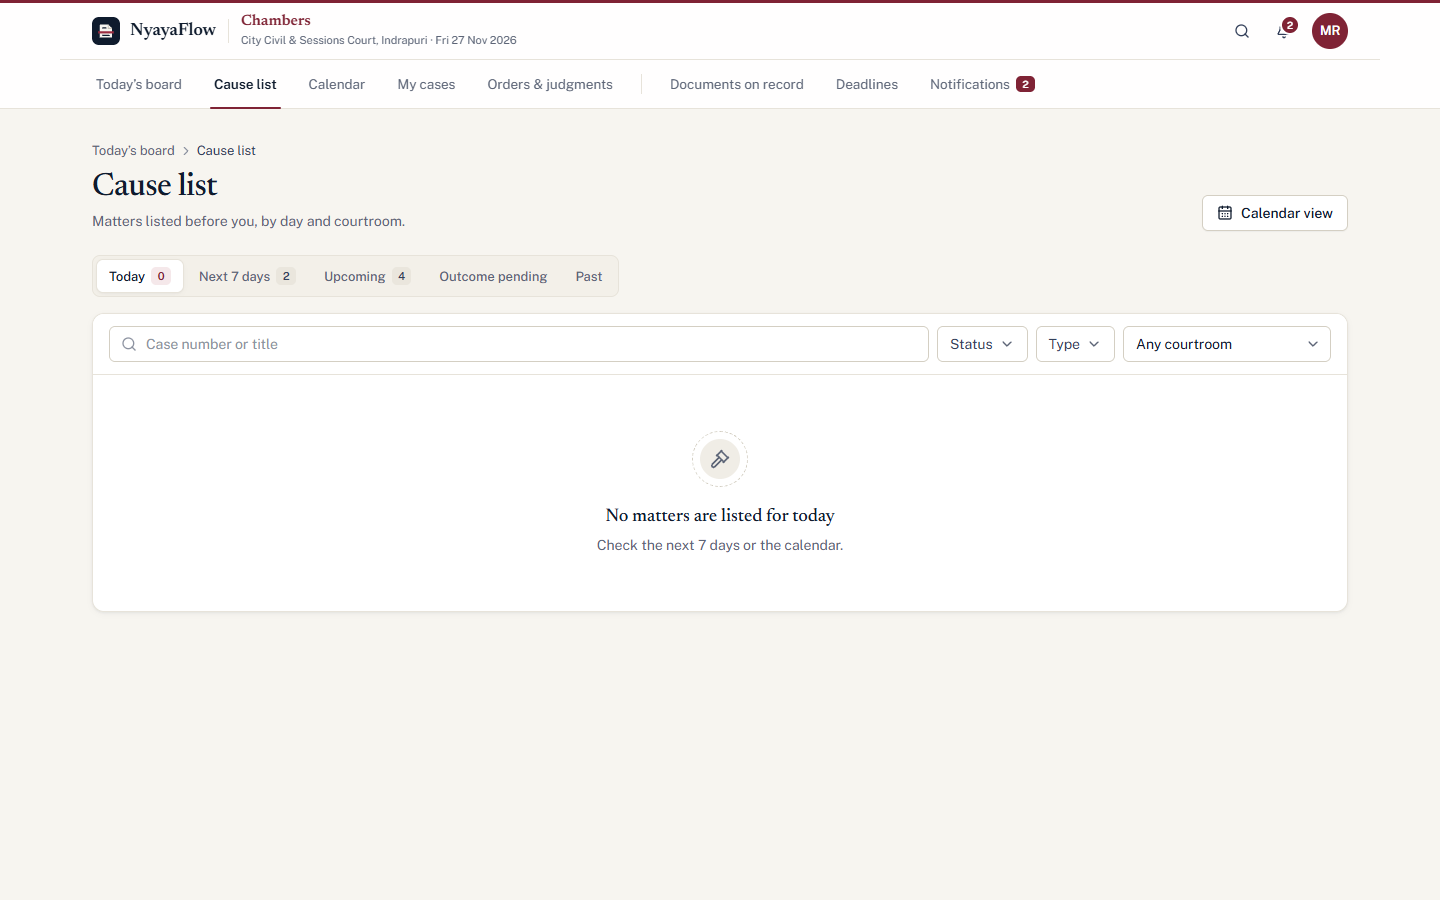 NyayaFlow
Chambers
City Civil & Sessions Court, Indrapuri · Fri 27 Nov 2026
2
MR
Today's board
Cause list
Calendar
My cases
Orders & judgments
Documents on record
Deadlines
Notifications 2
Today's board > Cause list
Cause list
Matters listed before you, by day and courtroom.
Calendar view
Today 0
Next 7 days 2
Upcoming 4
Outcome pending
Past
Case number or title
Status
Type
Any courtroom
No matters are listed for today
Check the next 7 days or the calendar.